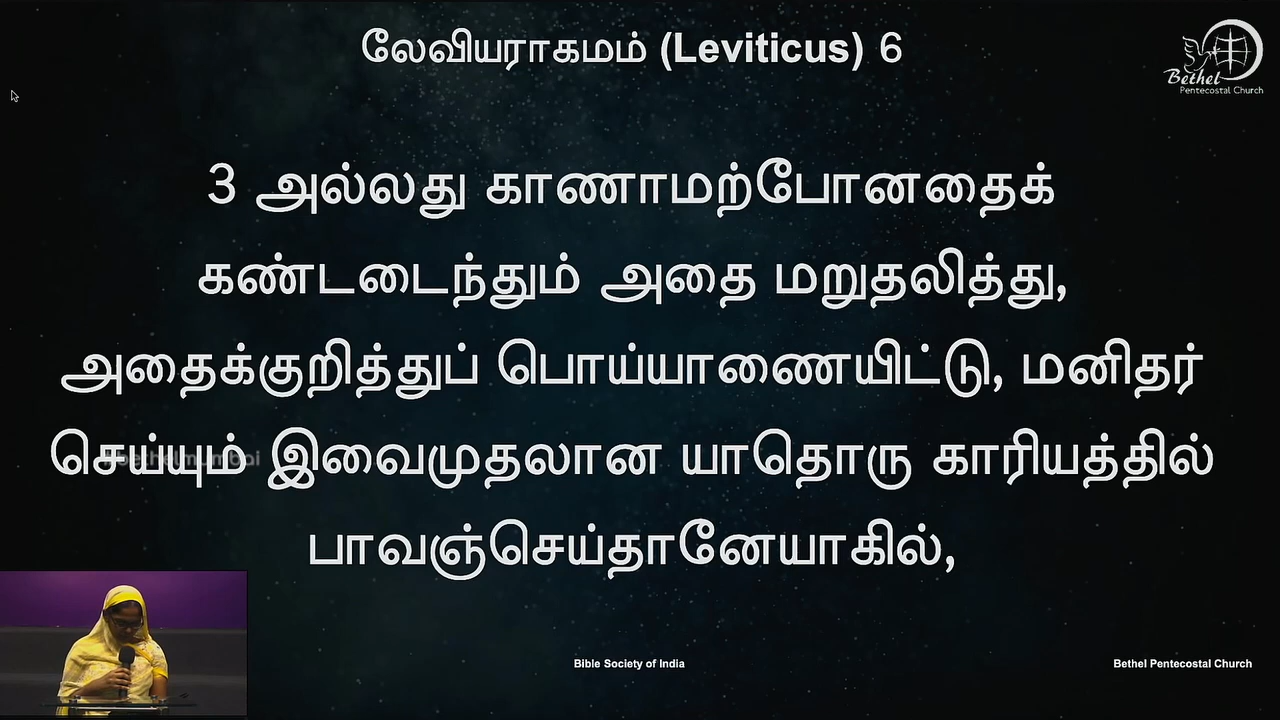 லேவியராகமம் (Leviticus) 6
Bethel
Pentecostal Church
3 அல்லது காணாமற்போனதைக்
கண்டடைந்தும் அதை மறுதலித்து,
அதைக்குறித்துப் பொய்யாணையிட்டு, மனிதர்
செய்யும் இவைமுதலான யாதொரு காரியத்தில்
பாவஞ்செய்தானேயாகில்,
Bible Society of India
Bethel Pentecostal Church